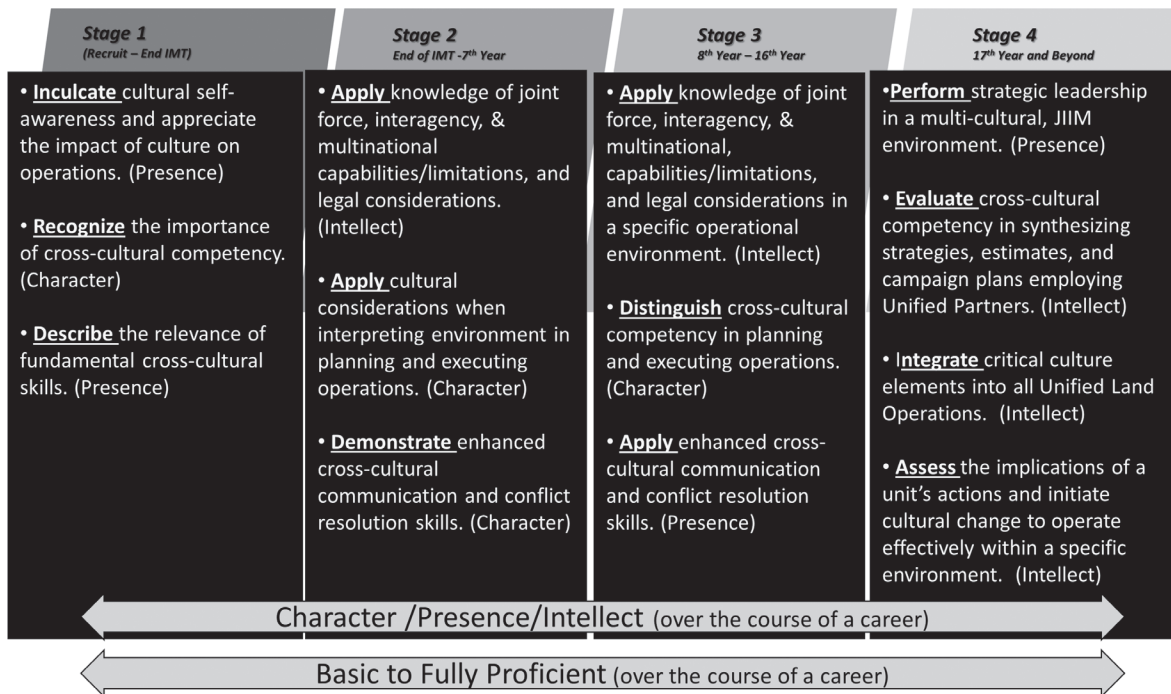 Stage 1
(Recruit – End IMT)
• Inculcate cultural self-
awareness and appreciate
the impact of culture on
operations. (Presence)
• Recognize the importance
of cross-cultural competency.
(Character)
• Describe the relevance of
fundamental cross-cultural
skills. (Presence)
Stage 2
End of IMT -7th Year
• Apply knowledge of joint
force, interagency, &
multinational
capabilities/limitations, and
legal considerations.
(Intellect)
• Apply cultural
considerations when
interpreting environment in
planning and executing
operations. (Character)
• Demonstrate enhanced
cross-cultural
communication and conflict
resolution skills. (Character)
Stage 3
8th Year – 16th Year
• Apply knowledge of joint
force, interagency, &
multinational,
capabilities/limitations,
and legal considerations in
a specific operational
environment. (Intellect)
• Distinguish cross-cultural
competency in planning
and executing operations.
(Character)
• Apply enhanced cross-
cultural communication
and conflict resolution
skills. (Presence)
Stage 4
17th Year and Beyond
•Perform strategic leadership
in a multi-cultural, JIIM
environment. (Presence)
• Evaluate cross-cultural
competency in synthesizing
strategies, estimates, and
campaign plans employing
Unified Partners. (Intellect)
• Integrate critical culture
elements into all Unified Land
Operations. (Intellect)
• Assess the implications of a
unit's actions and initiate
cultural change to operate
effectively within a specific
environment. (Intellect)
Character /Presence/Intellect (over the course of a career)
Basic to Fully Proficient (over the course of a career)